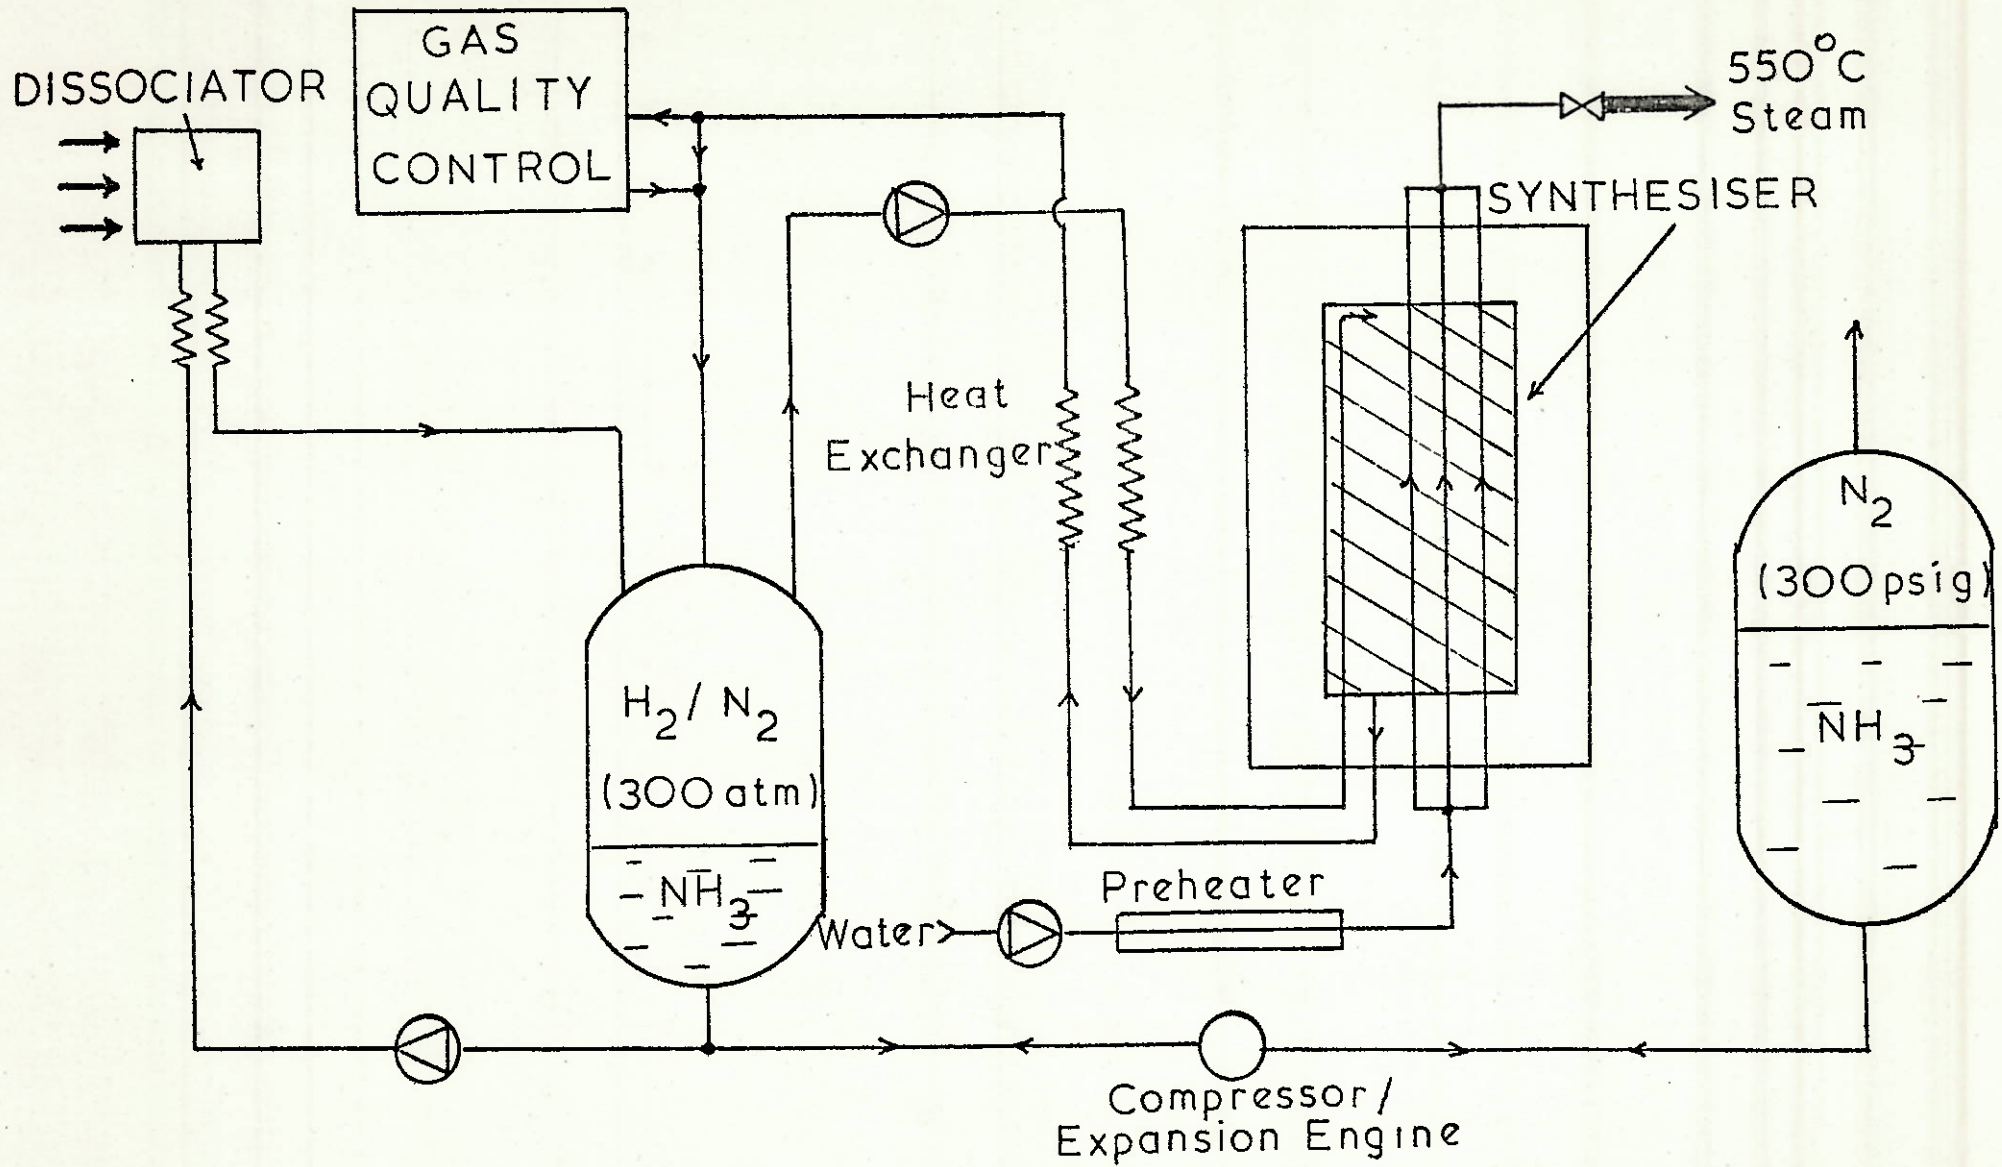 DISSOCIATOR
GAS
QUALITY
CONTROL
550°C
Steam
SYNTHESISER
Heat
Exchanger
N₂
(300 psig)
NH₃
H₂/ N₂
(300 atm)
NH₃
Preheater
Water
Compressor/
Expansion Engine